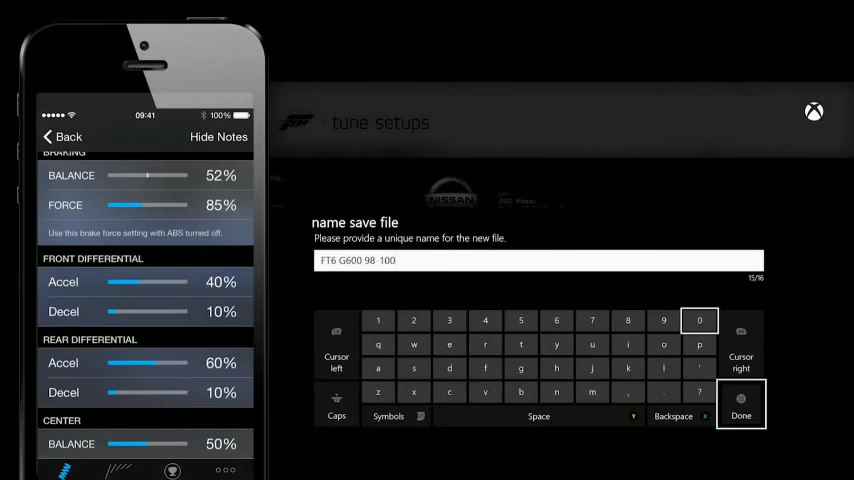 09:41
100%
Back
Hide Notes
BRAKING
BALANCE 52%
FORCE 85%
Use this brake force setting with ABS turned off.
FRONT DIFFERENTIAL
Accel 40%
Decel 10%
REAR DIFFERENTIAL
Accel 60%
Decel 10%
CENTER
BALANCE 50%
tune setups
NISSAN
name save file
Please provide a unique name for the new file.
FT6 G600 98-100
15/16
1 2 3 4 5 6 7 8 9 0
q w e r t y u i o p
a s d f g h j k l '
z x c v b n m , . ?
Cursor left
Cursor right
Caps
Symbols
Space Y
Backspace X
Done